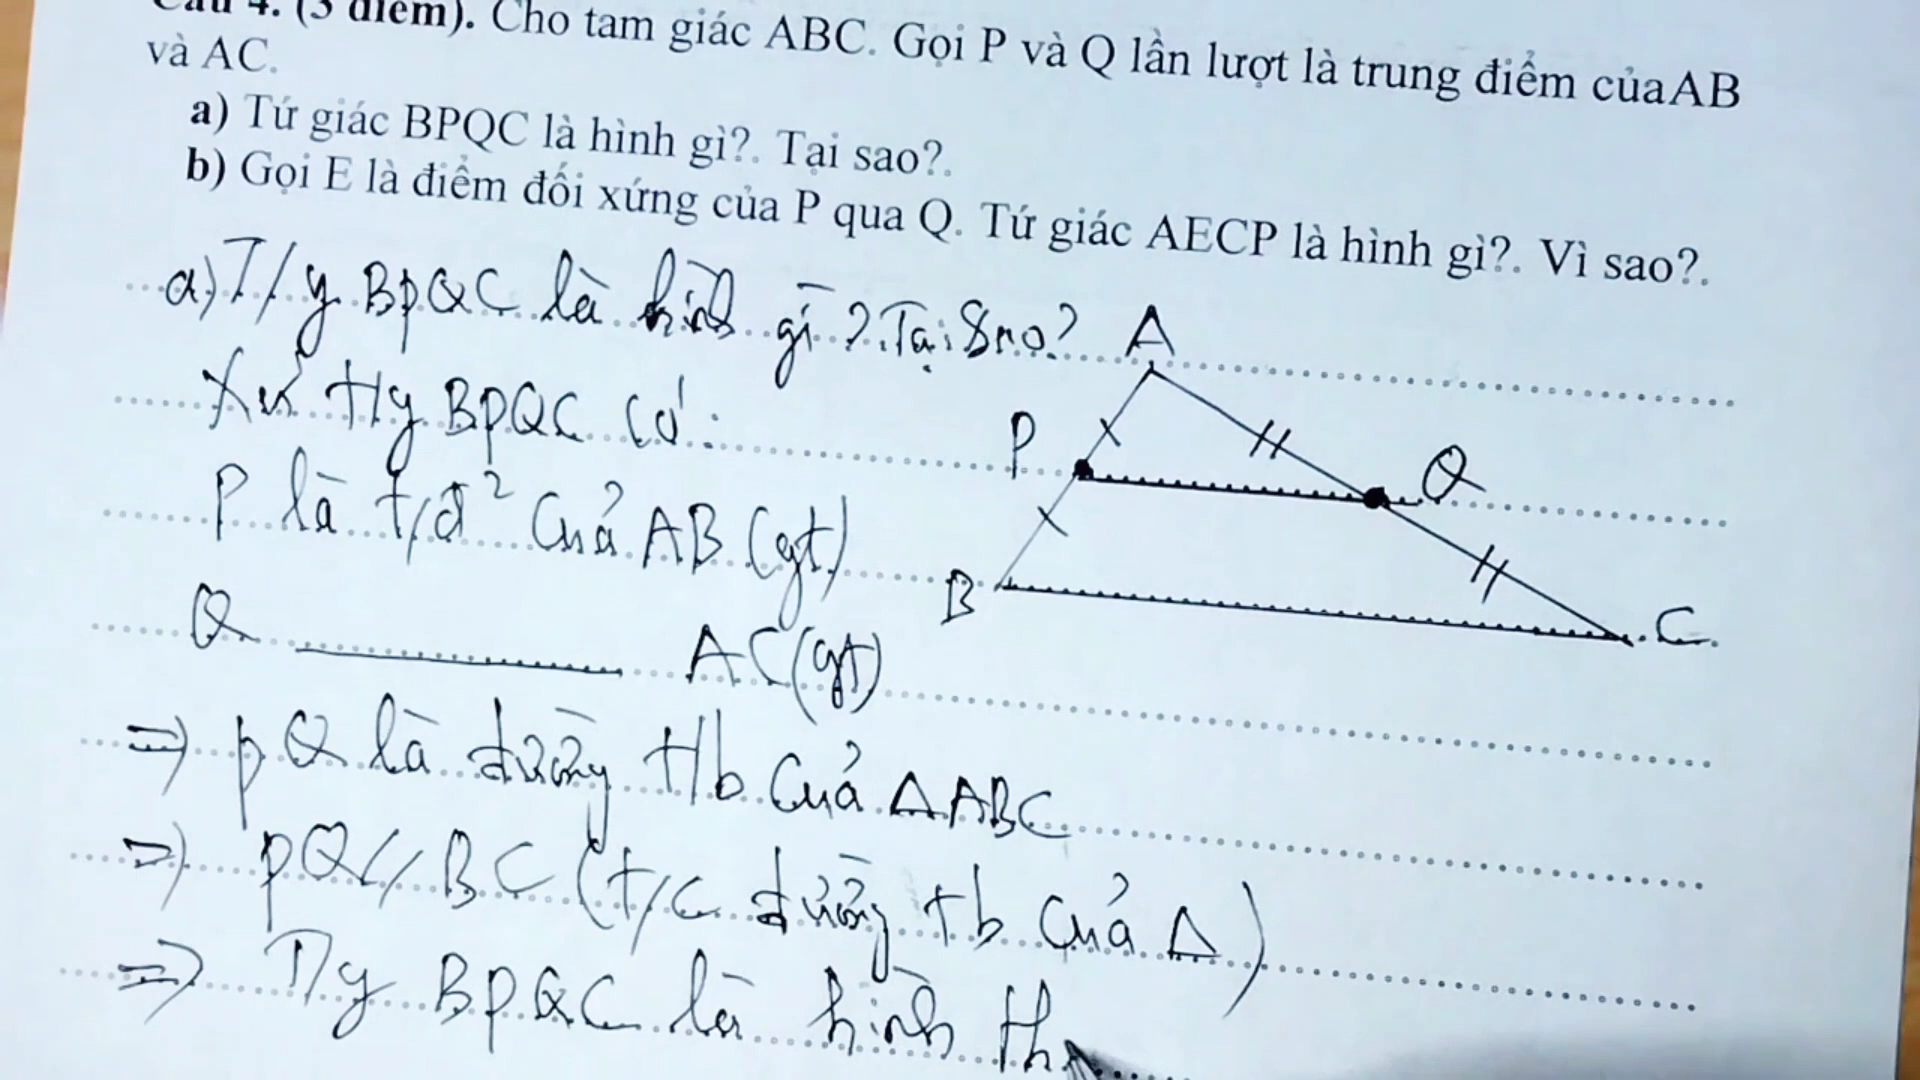 Câu 4. (3 điểm). Cho tam giác ABC. Gọi P và Q lần lượt là trung điểm củaAB
và AC.
a) Tứ giác BPQC là hình gì?. Tại sao?.
b) Gọi E là điểm đối xứng của P qua Q. Tứ giác AECP là hình gì?. Vì sao?.
a) T/g BPQC là hình gì? Tại sao?
Xét t/g BPQC có:
P là t/đ² của AB (gt)
Q ——— AC (gt)
=> PQ là đường t/b của ΔABC
=> PQ // BC (t/c đường tb của Δ)
=> T/g BPQC là hình th
A
P
Q
B
C